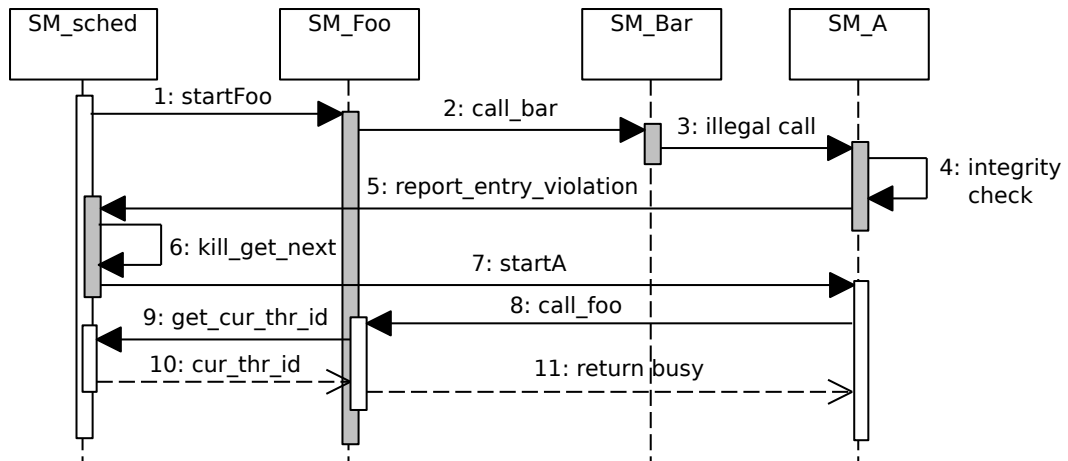 SM_sched
SM_Foo
SM_Bar
SM_A
1: startFoo
2: call_bar
3: illegal call
4: integrity
check
5: report_entry_violation
6: kill_get_next
7: startA
8: call_foo
9: get_cur_thr_id
10: cur_thr_id
11: return busy